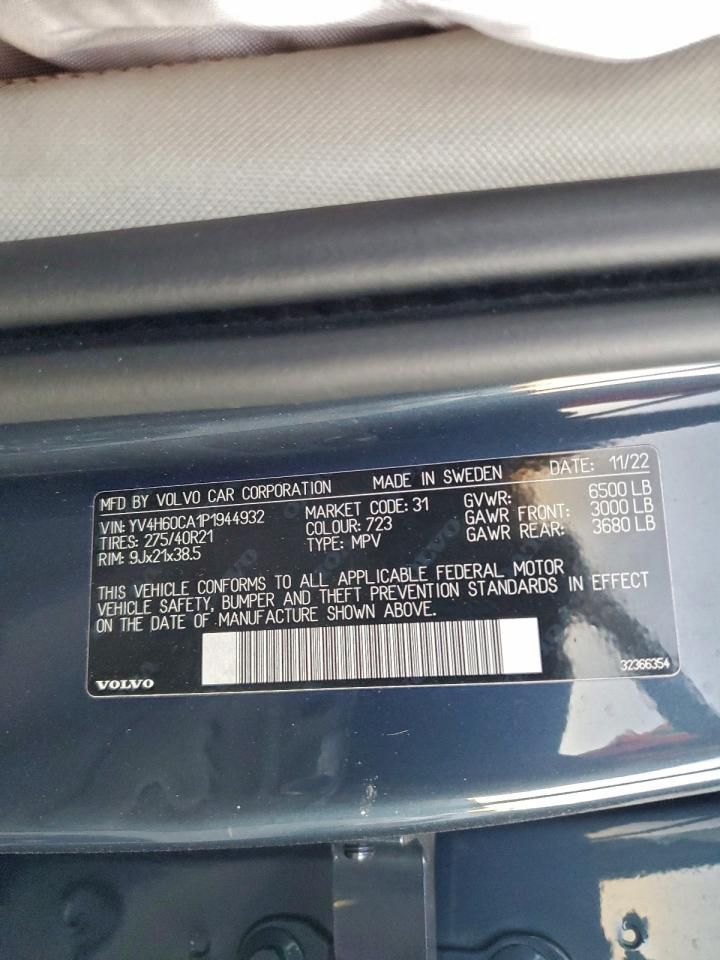 MFD BY VOLVO CAR CORPORATION MADE IN SWEDEN DATE: 11/22
VIN: YV4H60CA1P1944932 MARKET CODE: 31 GVWR: 6500 LB
TIRES: 275/40R21 COLOUR: 723 GAWR FRONT: 3000 LB
RIM: 9Jx21x38.5 TYPE: MPV GAWR REAR: 3680 LB
THIS VEHICLE CONFORMS TO ALL APPLICABLE FEDERAL MOTOR
VEHICLE SAFETY, BUMPER AND THEFT PREVENTION STANDARDS IN EFFECT
ON THE DATE OF MANUFACTURE SHOWN ABOVE.
VOLVO 32366354